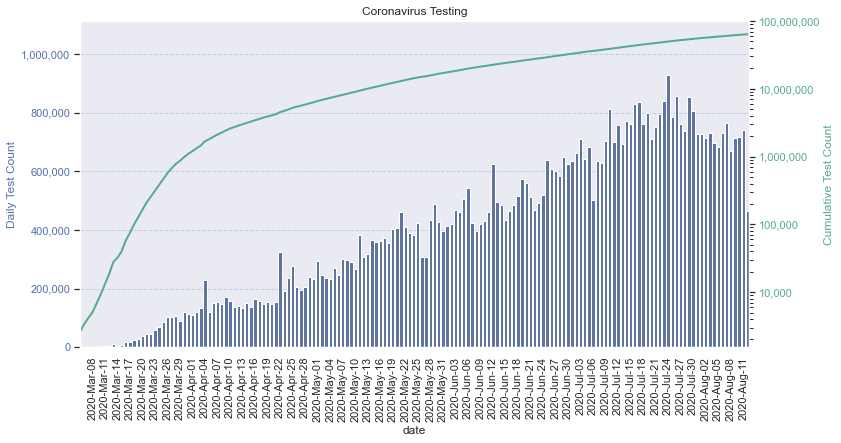 Coronavirus Testing
Daily Test Count
1,000,000
800,000
600,000
400,000
200,000
0
100,000,000
10,000,000
1,000,000
100,000
10,000
Cumulative Test Count
2020-Mar-08
2020-Mar-11
2020-Mar-14
2020-Mar-17
2020-Mar-20
2020-Mar-23
2020-Mar-26
2020-Mar-29
2020-Apr-01
2020-Apr-04
2020-Apr-07
2020-Apr-10
2020-Apr-13
2020-Apr-16
2020-Apr-19
2020-Apr-22
2020-Apr-25
2020-Apr-28
2020-May-01
2020-May-04
2020-May-07
2020-May-10
2020-May-13
2020-May-16
2020-May-19
2020-May-22
2020-May-25
2020-May-28
2020-May-31
2020-Jun-03
2020-Jun-06
2020-Jun-09
2020-Jun-12
2020-Jun-15
2020-Jun-18
2020-Jun-21
2020-Jun-24
2020-Jun-27
2020-Jun-30
2020-Jul-03
2020-Jul-06
2020-Jul-09
2020-Jul-12
2020-Jul-15
2020-Jul-18
2020-Jul-21
2020-Jul-24
2020-Jul-27
2020-Jul-30
2020-Aug-02
2020-Aug-05
2020-Aug-08
2020-Aug-11
date